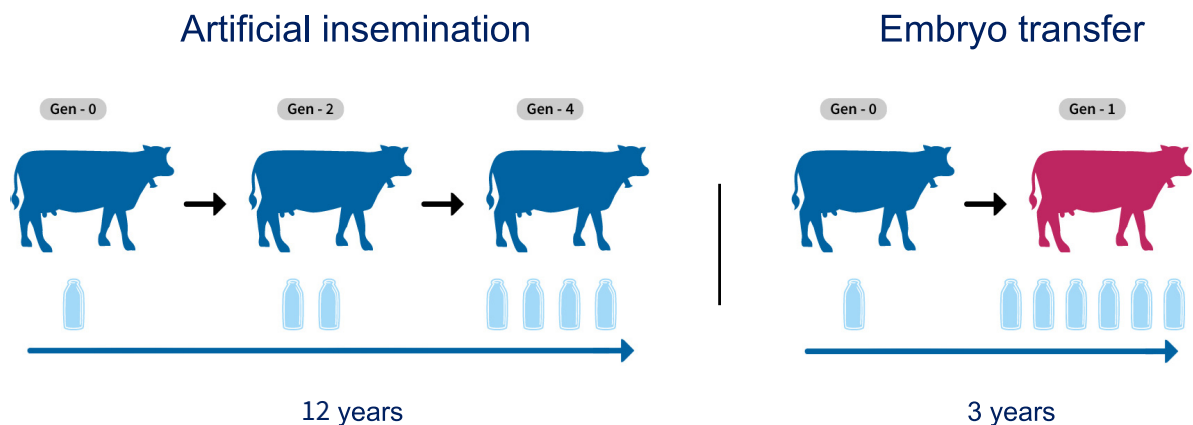 Artificial insemination
Embryo transfer
Gen - 0
Gen - 2
Gen - 4
Gen - 0
Gen - 1
12 years
3 years